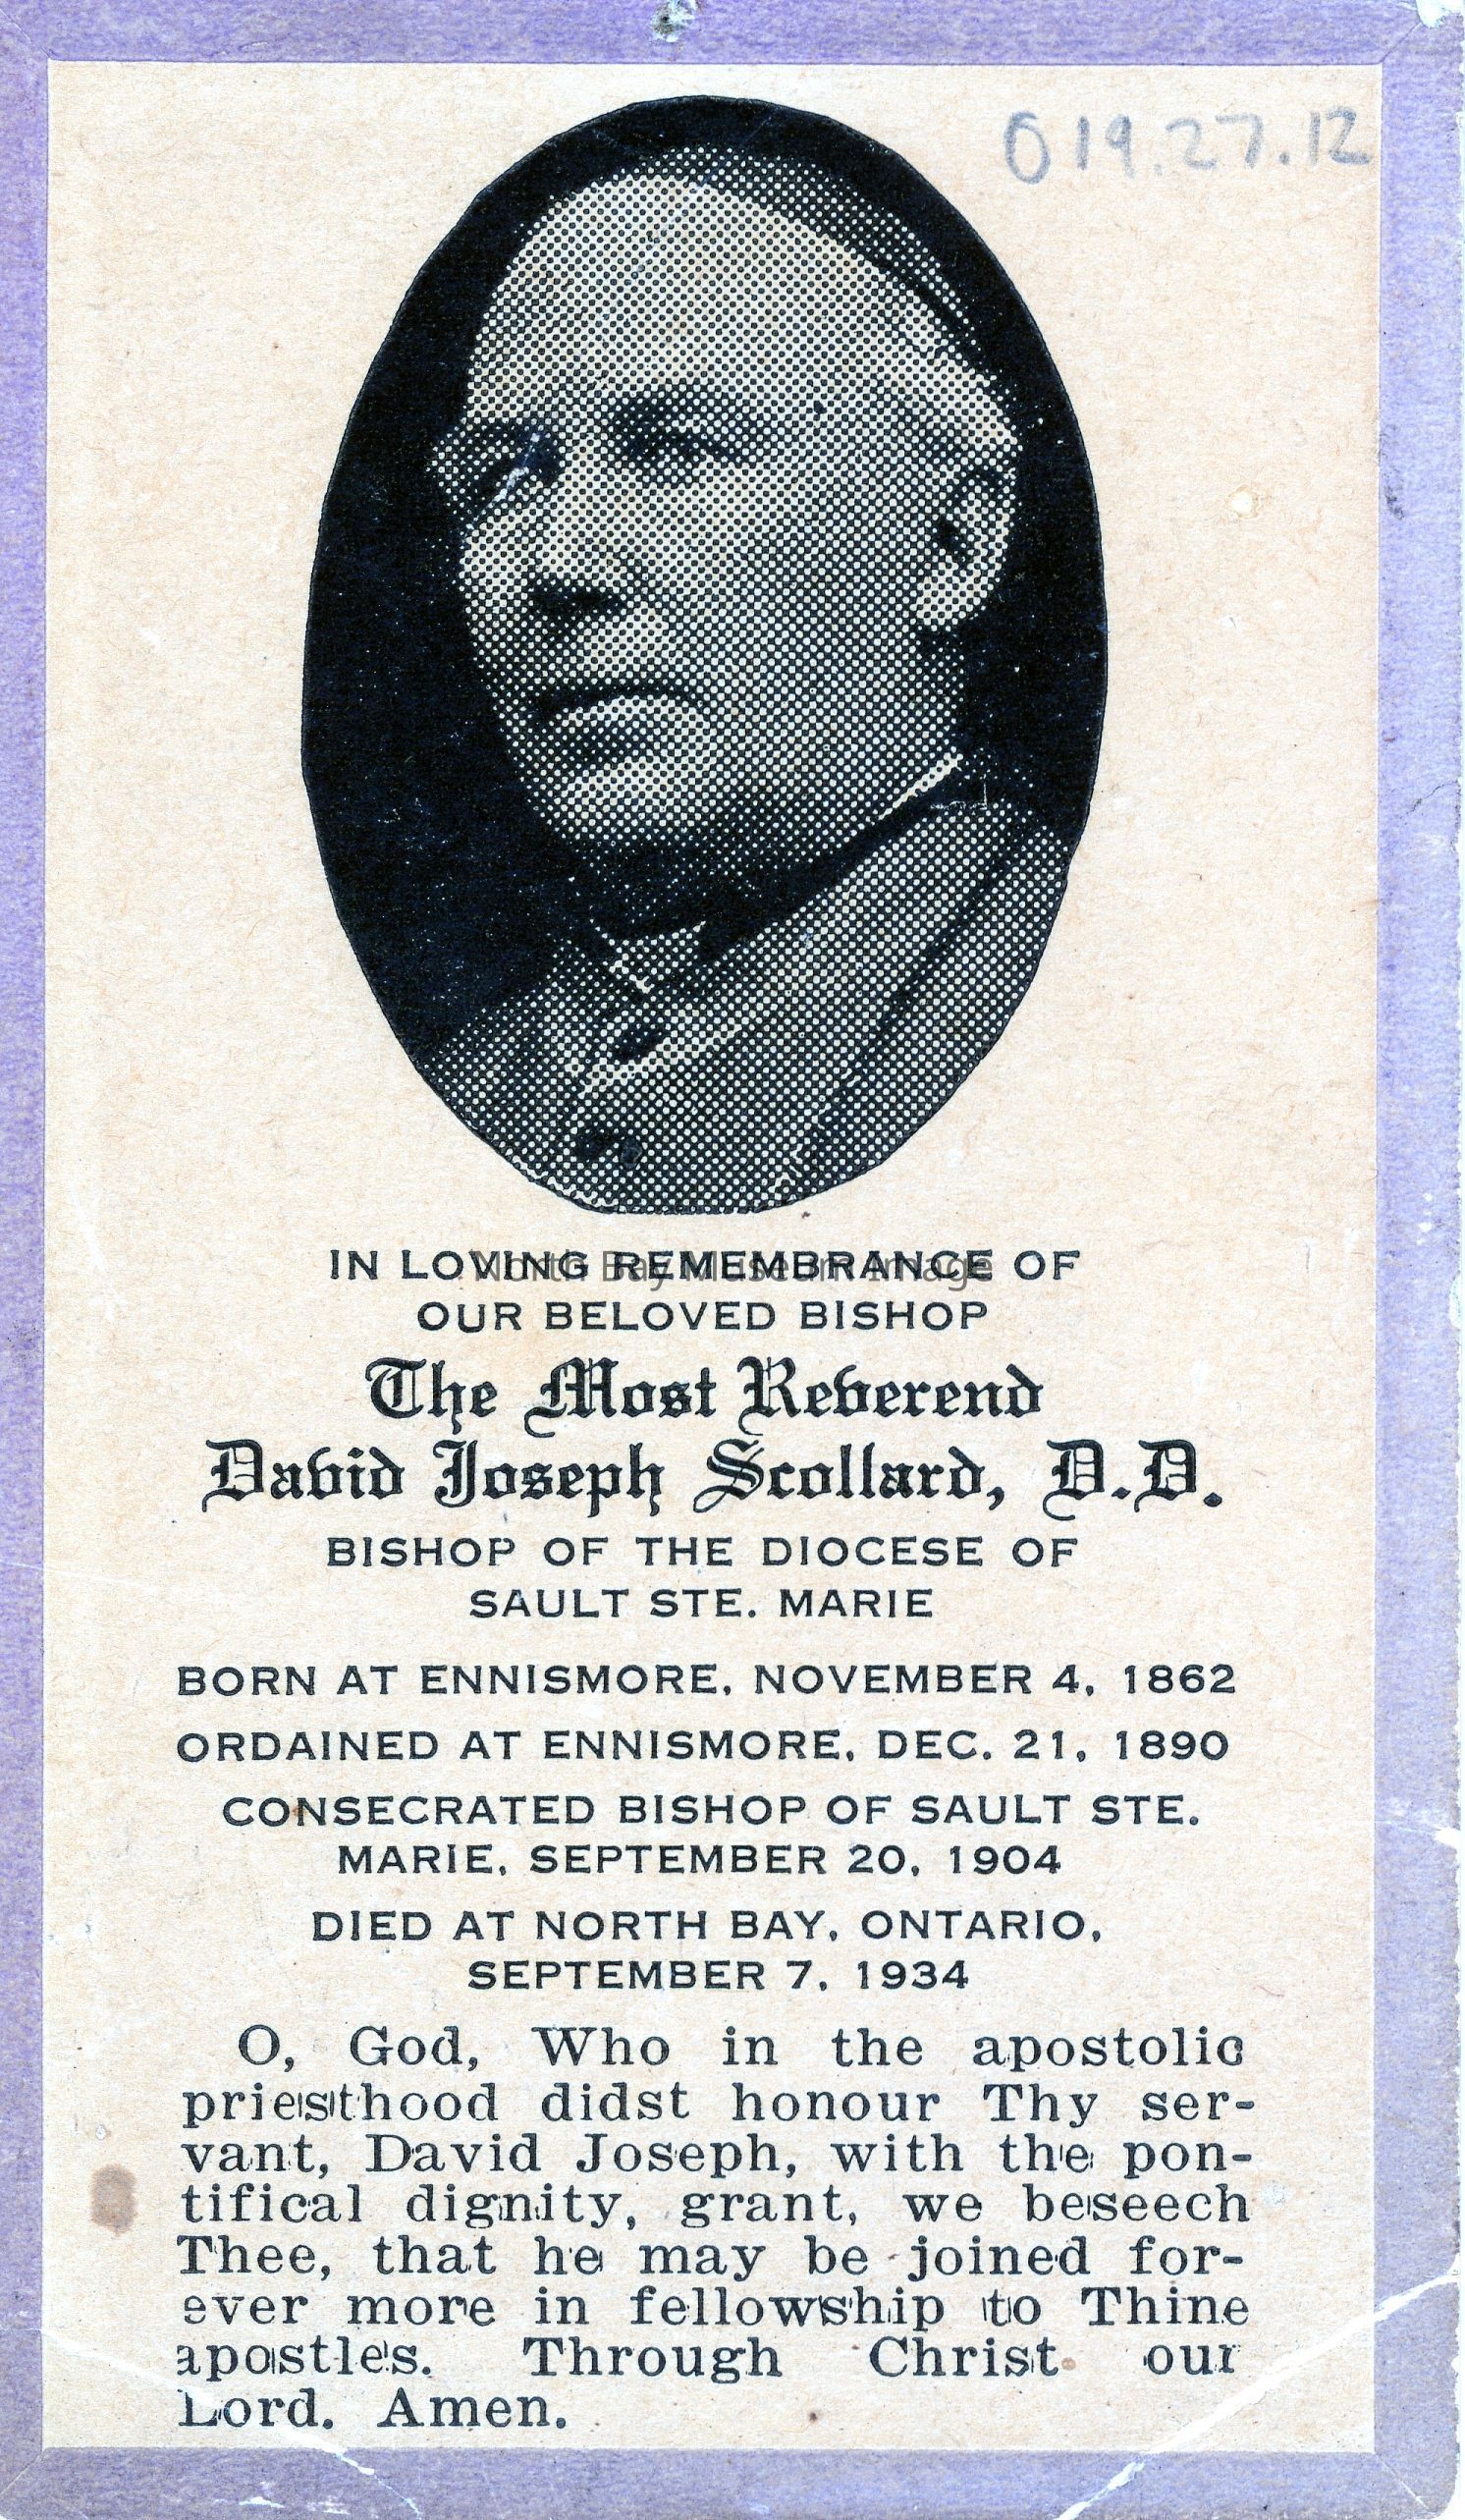 019.27.12
IN LOVING REMEMBRANCE OF
North Bay Museum Image
OUR BELOVED BISHOP
The Most Reverend
David Joseph Scollard, D.D.
BISHOP OF THE DIOCESE OF
SAULT STE. MARIE
BORN AT ENNISMORE, NOVEMBER 4, 1862
ORDAINED AT ENNISMORE, DEC. 21, 1890
CONSECRATED BISHOP OF SAULT STE.
MARIE, SEPTEMBER 20, 1904
DIED AT NORTH BAY, ONTARIO,
SEPTEMBER 7, 1934
O, God, Who in the apostolic
priesthood didst honour Thy ser-
vant, David Joseph, with the pon-
tifical dignity, grant, we beseech
Thee, that he may be joined for-
ever more in fellowship to Thine
apostles. Through Christ our
Lord. Amen.